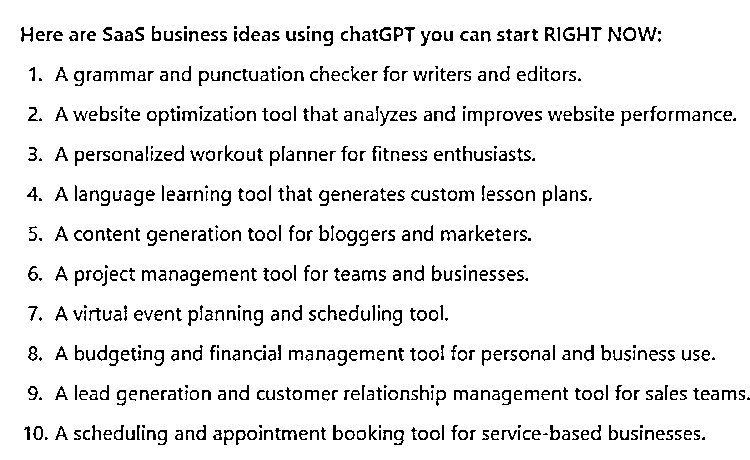 Here are SaaS business ideas using chatGPT you can start RIGHT NOW:
1. A grammar and punctuation checker for writers and editors.
2. A website optimization tool that analyzes and improves website performance.
3. A personalized workout planner for fitness enthusiasts.
4. A language learning tool that generates custom lesson plans.
5. A content generation tool for bloggers and marketers.
6. A project management tool for teams and businesses.
7. A virtual event planning and scheduling tool.
8. A budgeting and financial management tool for personal and business use.
9. A lead generation and customer relationship management tool for sales teams.
10. A scheduling and appointment booking tool for service-based businesses.